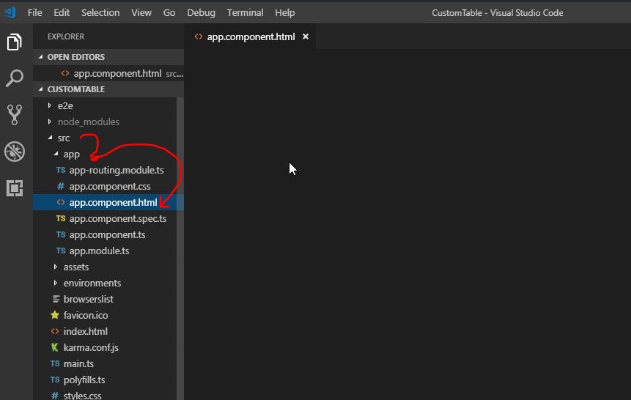 File Edit Selection View Go Debug Terminal Help CustomTable - Visual Studio Code
EXPLORER
app.component.html
OPEN EDITORS
app.component.html src...
CUSTOMTABLE
e2e
node_modules
src
app
TS app-routing.module.ts
# app.component.css
<> app.component.html
TS app.component.spec.ts
TS app.component.ts
TS app.module.ts
assets
environments
browserslist
favicon.ico
<> index.html
karma.conf.js
TS main.ts
TS polyfills.ts
# styles.css